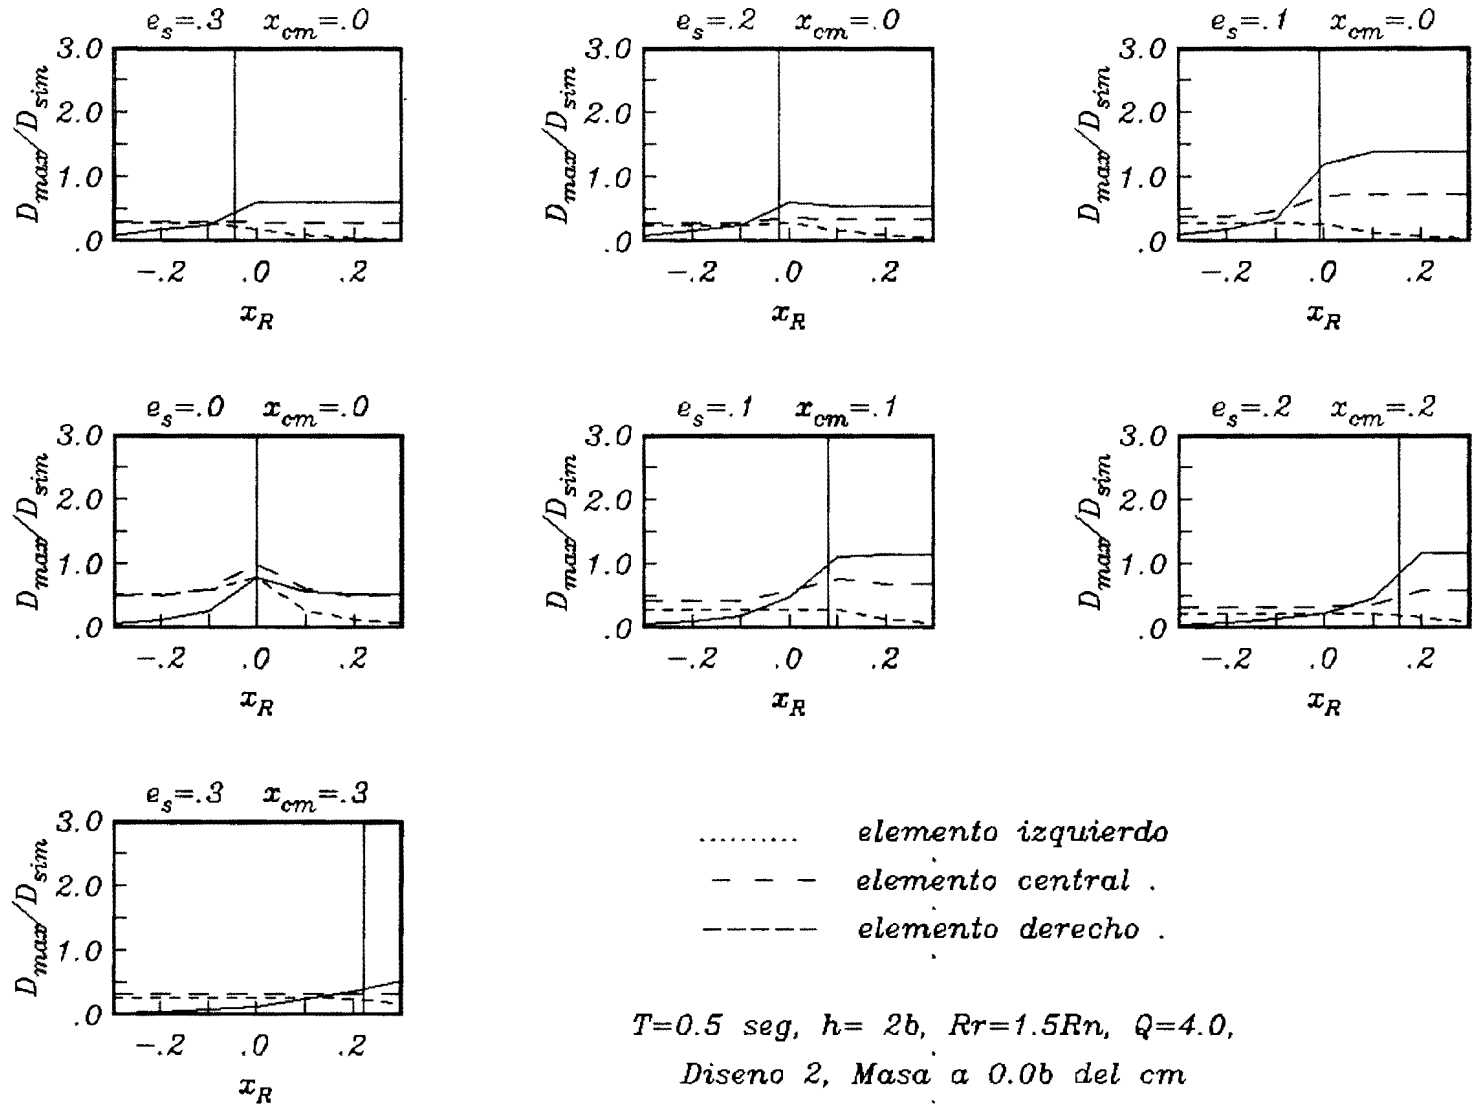 e_s=.3 x_cm=.0
3.0
2.0
1.0
.0
D_max/D_sim
-.2 .0 .2
x_R
e_s=.2 x_cm=.0
3.0
2.0
1.0
.0
D_max/D_sim
-.2 .0 .2
x_R
e_s=.1 x_cm=.0
3.0
2.0
1.0
.0
D_max/D_sim
-.2 .0 .2
x_R
e_s=.0 x_cm=.0
3.0
2.0
1.0
.0
D_max/D_sim
-.2 .0 .2
x_R
e_s=.1 x_cm=.1
3.0
2.0
1.0
.0
D_max/D_sim
-.2 .0 .2
x_R
e_s=.2 x_cm=.2
3.0
2.0
1.0
.0
D_max/D_sim
-.2 .0 .2
x_R
e_s=.3 x_cm=.3
3.0
2.0
1.0
.0
D_max/D_sim
-.2 .0 .2
x_R
elemento izquierdo
elemento central .
elemento derecho .
T=0.5 seg, h= 2b, Rr=1.5Rn, Q=4.0,
Diseno 2, Masa a 0.0b del cm